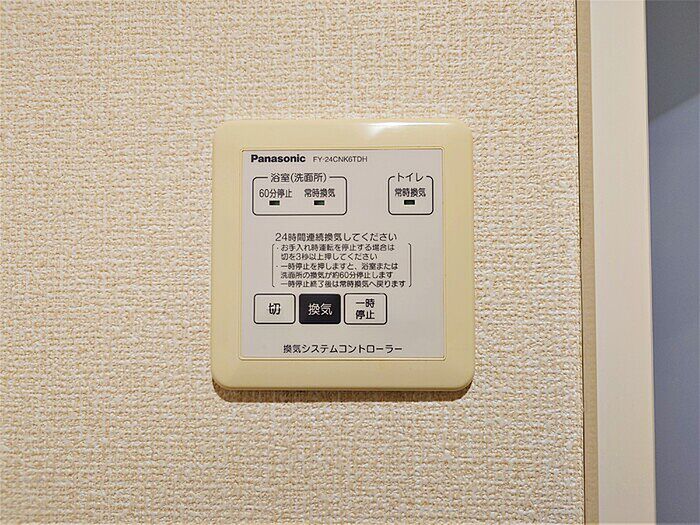 Panasonic FY-24CNK6TDH
浴室(洗面所)
60分停止 常時換気
トイレ
常時換気
24時間連続換気してください
・お手入れ時運転を停止する場合は
切を3秒以上押してください
・一時停止を押しますと、浴室または
洗面所の換気が約60分停止します
一時停止終了後は常時換気へ戻ります
切
換気
一時
停止
換気システムコントローラー